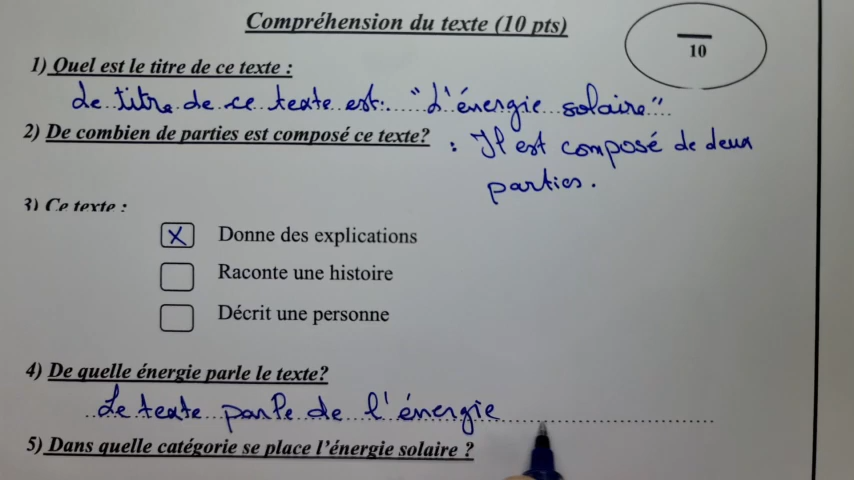 Compréhension du texte (10 pts)
10
1) Quel est le titre de ce texte :
Le titre de ce texte est: "L'énergie solaire"
2) De combien de parties est composé ce texte? : Il est composé de deux
parties.
3) Ce texte :
X Donne des explications
Raconte une histoire
Décrit une personne
4) De quelle énergie parle le texte?
Le texte parle de l'énergie
5) Dans quelle catégorie se place l'énergie solaire ?